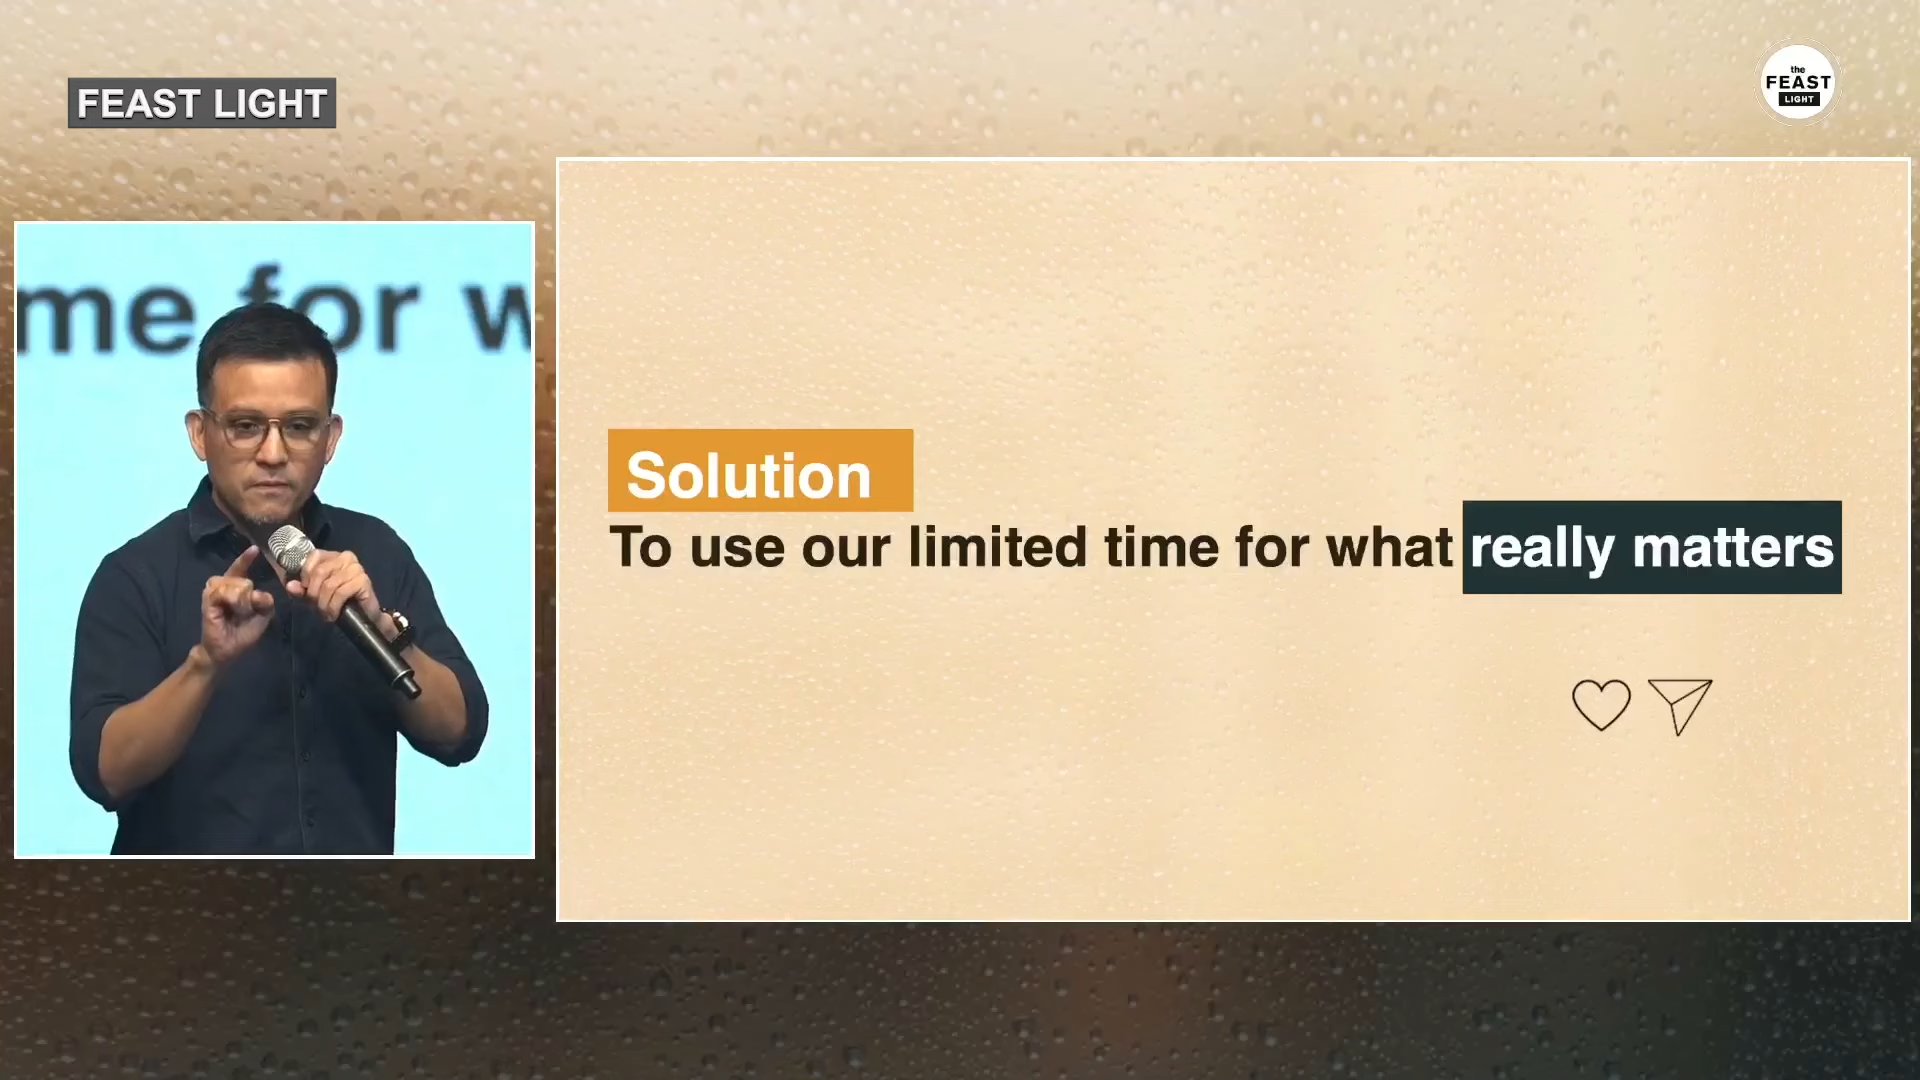 FEAST LIGHT
the
FEAST
LIGHT
me for w
Solution
To use our limited time for what really matters